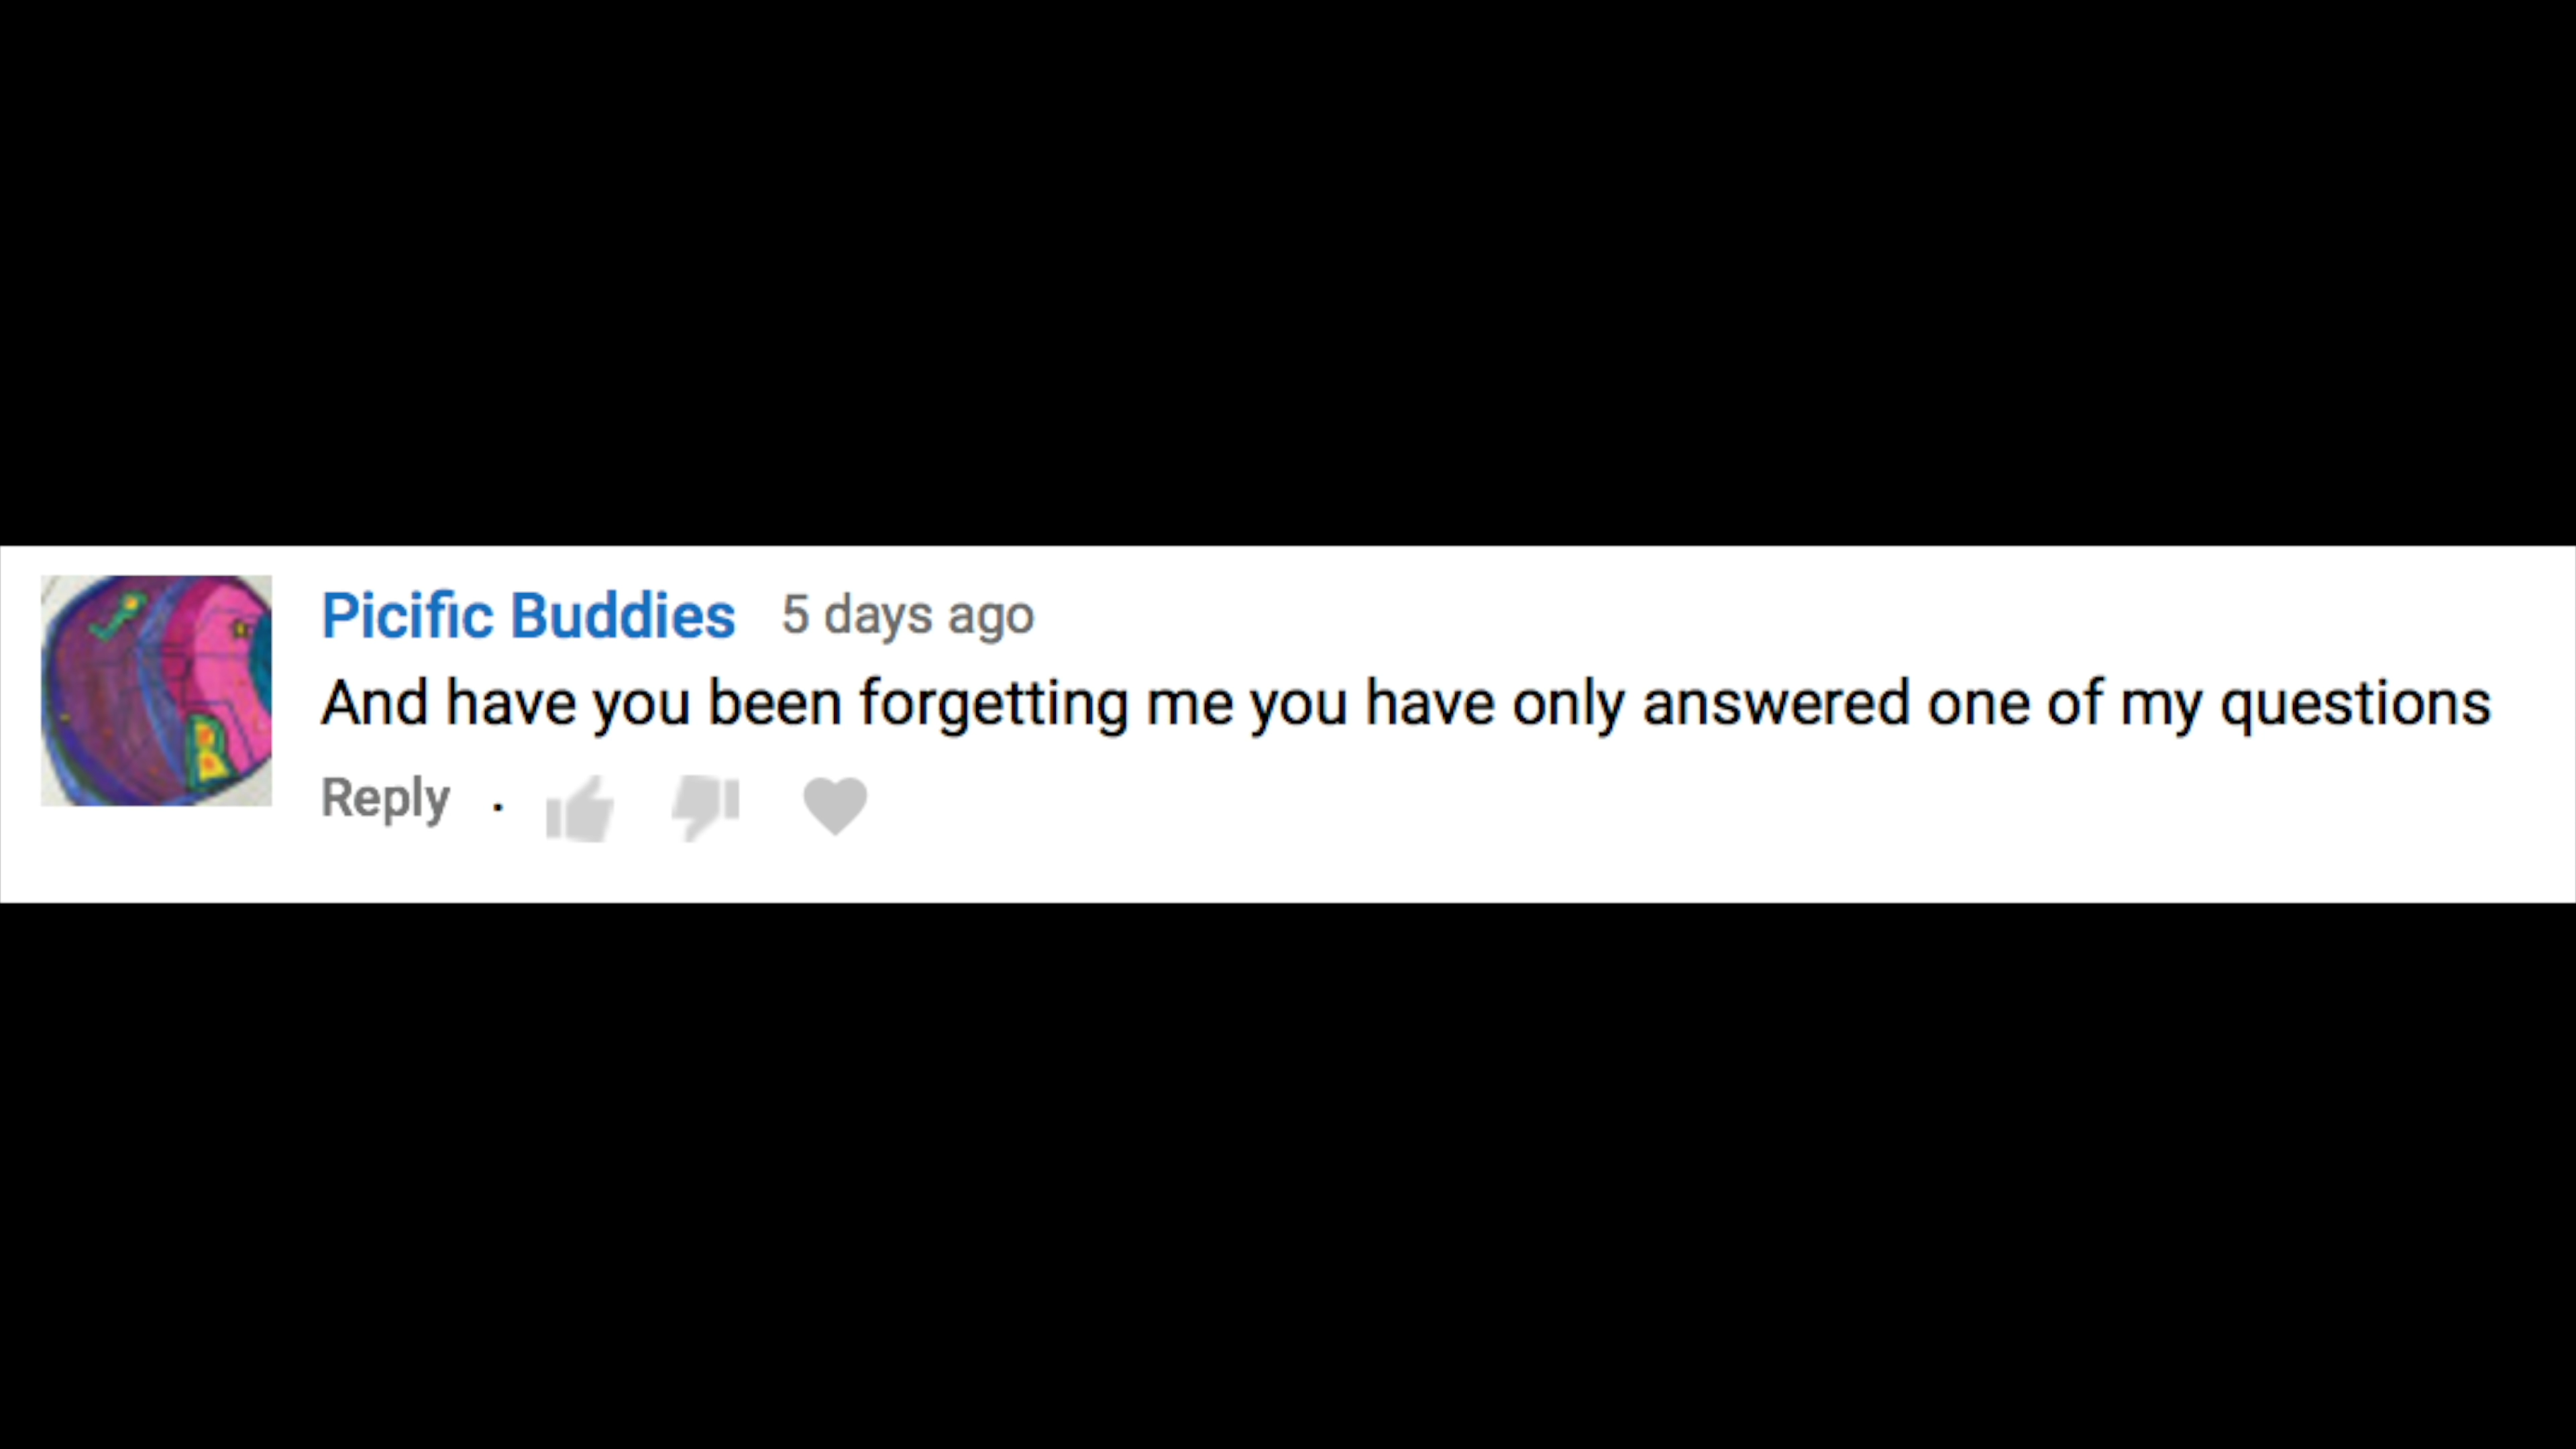 Picific Buddies 5 days ago
And have you been forgetting me you have only answered one of my questions
Reply .